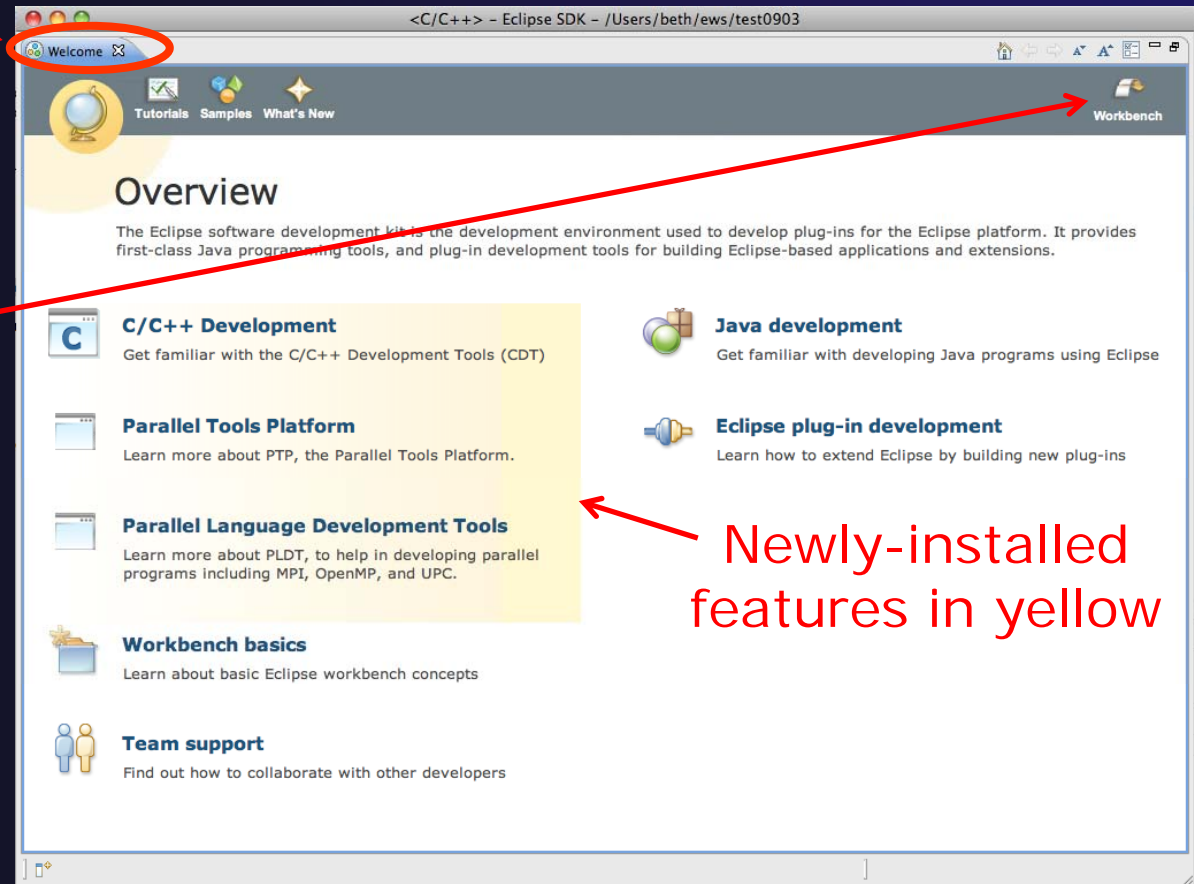 <C/C++> – Eclipse SDK – /Users/beth/ews/test0903
Welcome
Tutorials Samples What's New
Workbench
Overview
The Eclipse software development kit is the development environment used to develop plug-ins for the Eclipse platform. It provides
first-class Java programming tools, and plug-in development tools for building Eclipse-based applications and extensions.
C/C++ Development
Get familiar with the C/C++ Development Tools (CDT)
Java development
Get familiar with developing Java programs using Eclipse
Parallel Tools Platform
Learn more about PTP, the Parallel Tools Platform.
Eclipse plug-in development
Learn how to extend Eclipse by building new plug-ins
Parallel Language Development Tools
Learn more about PLDT, to help in developing parallel
programs including MPI, OpenMP, and UPC.
Newly-installed
features in yellow
Workbench basics
Learn about basic Eclipse workbench concepts
Team support
Find out how to collaborate with other developers